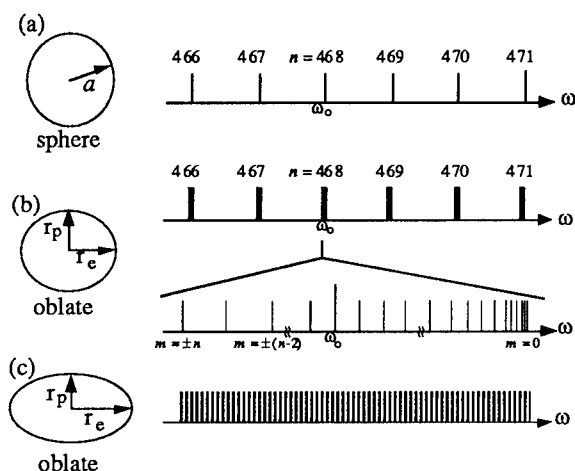 (a)
466 467 n = 468 469 470 471
a
ω₀
ω
sphere
466 467 n = 468 469 470 471
(b)
ω₀
ω
r_p
r_e
oblate
ω
m = ±n m = ±(n-2) ω₀ m = 0
(c)
r_p
r_e
ω
oblate